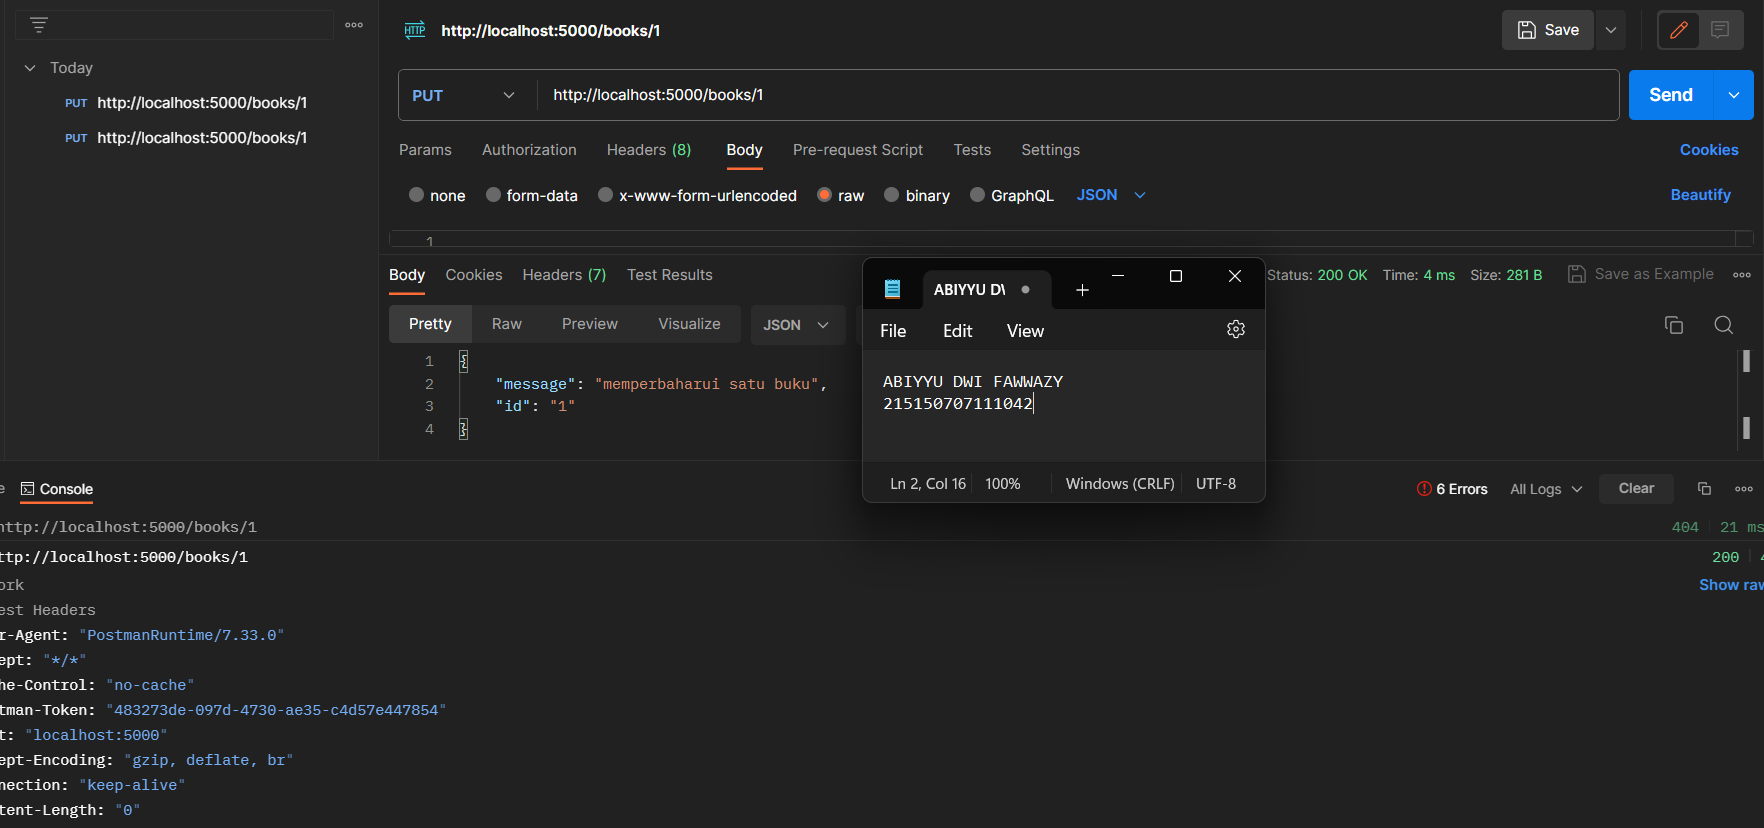 HTTP http://localhost:5000/books/1
Save
Today
PUT http://localhost:5000/books/1
PUT http://localhost:5000/books/1
PUT http://localhost:5000/books/1
Send
Params Authorization Headers (8) Body Pre-request Script Tests Settings
Cookies
none form-data x-www-form-urlencoded raw binary GraphQL JSON
Beautify
1
Body Cookies Headers (7) Test Results
Status: 200 OK Time: 4 ms Size: 281 B Save as Example
Pretty Raw Preview Visualize JSON
1 {
2 "message": "memperbaharui satu buku",
3 "id": "1"
4 }
ABIYYU DV
File Edit View
ABIYYU DWI FAWWAZY
215150707111042
Ln 2, Col 16 100% Windows (CRLF) UTF-8
e Console
6 Errors All Logs Clear
http://localhost:5000/books/1 404 21 ms
ttp://localhost:5000/books/1 200 4
ork
Show raw
est Headers
r-Agent: "PostmanRuntime/7.33.0"
ept: "*/*"
he-Control: "no-cache"
tman-Token: "483273de-097d-4730-ae35-c4d57e447854"
t: "localhost:5000"
ept-Encoding: "gzip, deflate, br"
nection: "keep-alive"
tent-Length: "0"